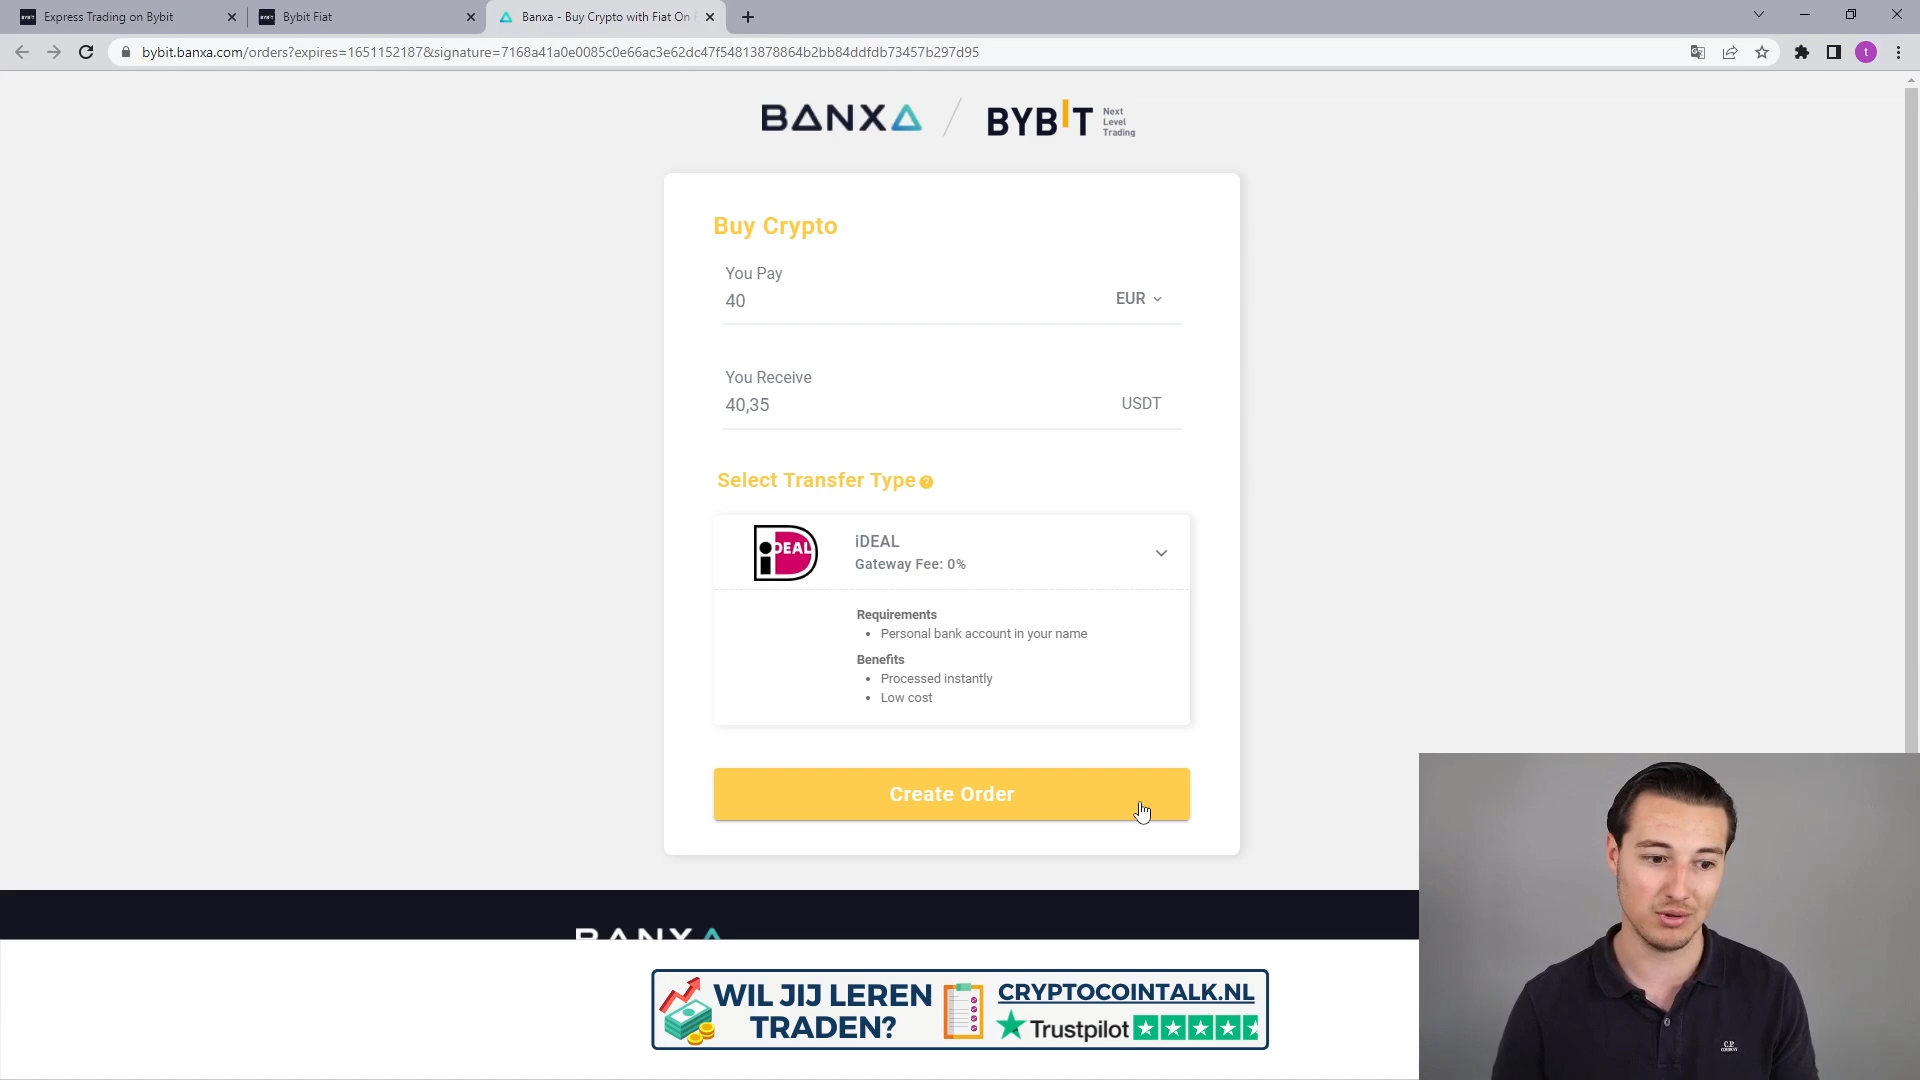 Express Trading on Bybit
Bybit Fiat
Banxa - Buy Crypto with Fiat On
bybit.banxa.com/orders?expires=1651152187&signature=7168a41a0e0085c0e66ac3e62dc47f54813878864b2bb84ddfdb73457b297d95
t
BANXA / BYBIT Next
Level
Trading
Buy Crypto
You Pay
40 EUR
You Receive
40,35 USDT
Select Transfer Type ?
iDEAL iDEAL
Gateway Fee: 0%
Requirements
• Personal bank account in your name
Benefits
• Processed instantly
• Low cost
Create Order
BANXA
WIL JIJ LEREN
TRADEN?
CRYPTOCOINTALK.NL
Trustpilot
C.P.
COMPANY